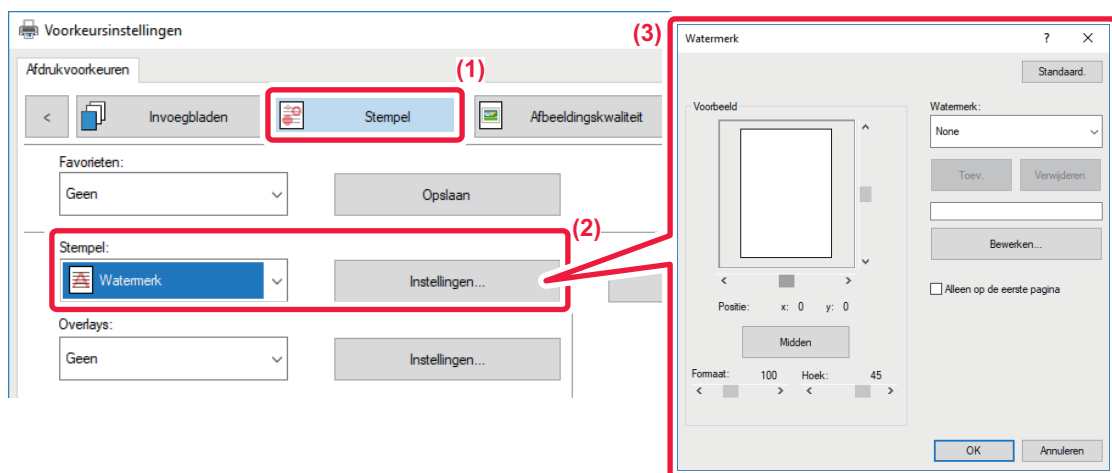 Voorkeursinstellingen
Afdrukvoorkeuren
(1)
< Invoegbladen Stempel Afbeeldingskwaliteit
Favorieten:
Geen Opslaan
(2)
Stempel:
Watermerk Instellingen...
Overlays:
Geen Instellingen...
(3)
Watermerk ? ×
Standaard.
Voorbeeld
Watermerk:
None
Toev. Verwijderen
Bewerken...
Alleen op de eerste pagina
Positie: x: 0 y: 0
Midden
Formaat: 100 Hoek: 45
OK Annuleren